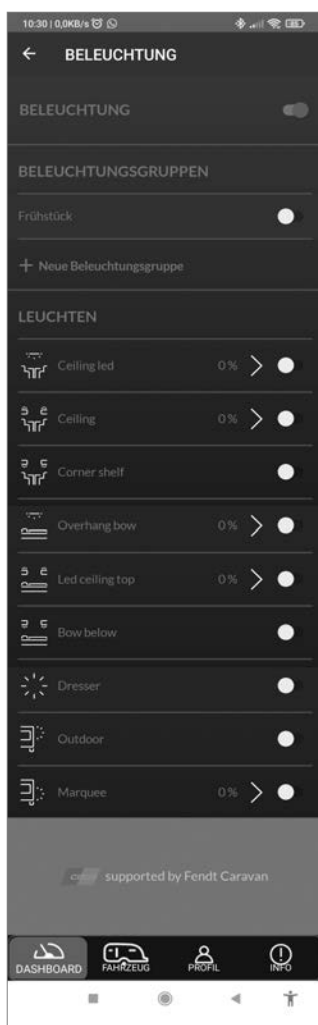 10:30 | 0,0KB/s
85
BELEUCHTUNG
BELEUCHTUNG
BELEUCHTUNGSGRUPPEN
Frühstück
+ Neue Beleuchtungsgruppe
LEUCHTEN
Ceiling led 0 %
Ceiling 0 %
Corner shelf
Overhang bow 0 %
Led ceiling top 0 %
Bow below
Dresser
Outdoor
Marquee 0 %
supported by Fendt Caravan
DASHBOARD FAHRZEUG PROFIL INFO